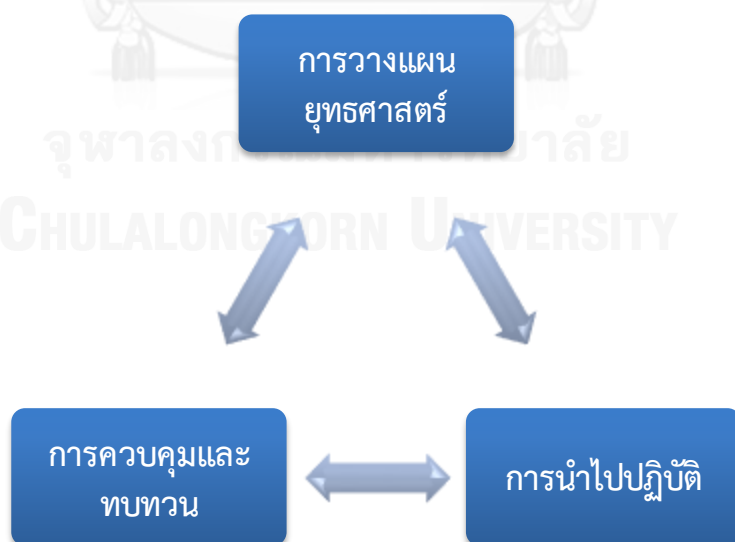 การวางแผน
ยุทธศาสตร์
จุฬาลงกรณ์มหาวิทยาลัย
CHULALONGKORN UNIVERSITY
การควบคุมและ
ทบทวน
การนำไปปฏิบัติ